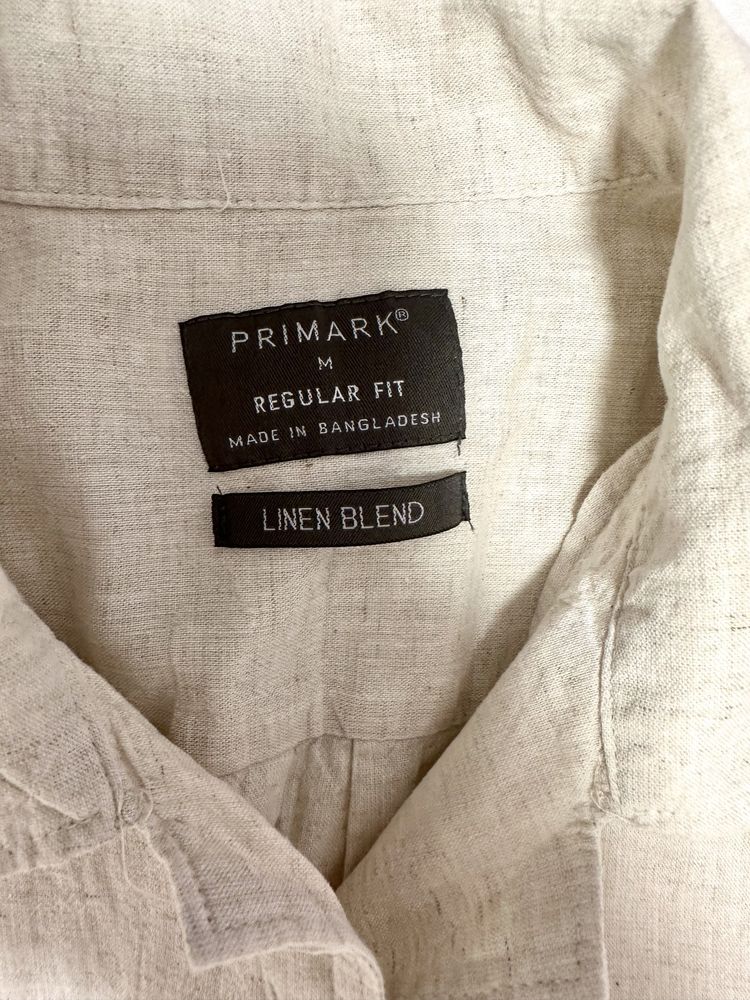 PRIMARK®
M
REGULAR FIT
MADE IN BANGLADESH
LINEN BLEND